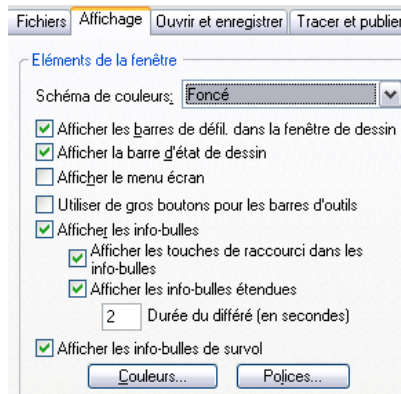 Fichiers Affichage Ouvrir et enregistrer Tracer et publier
Eléments de la fenêtre
Schéma de couleurs: Foncé
Afficher les barres de défil. dans la fenêtre de dessin
Afficher la barre d'état de dessin
Afficher le menu écran
Utiliser de gros boutons pour les barres d'outils
Afficher les info-bulles
Afficher les touches de raccourci dans les
info-bulles
Afficher les info-bulles étendues
2 Durée du différé (en secondes)
Afficher les info-bulles de survol
Couleurs... Polices...